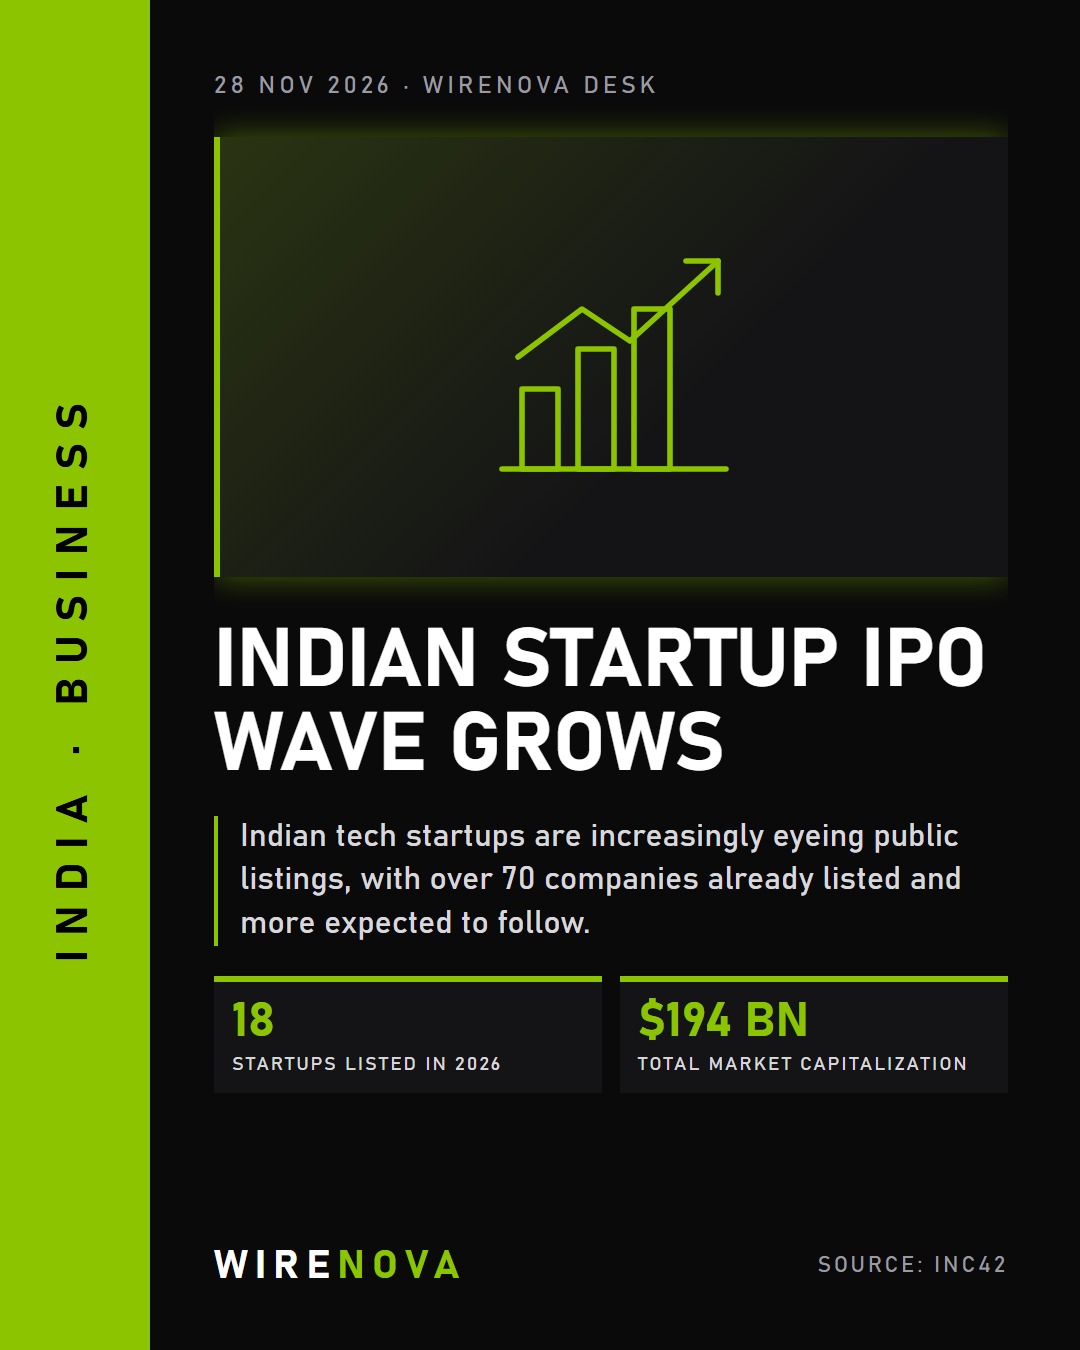 INDIA · BUSINESS
28 NOV 2026 · WIRENOVA DESK
INDIAN STARTUP IPO
WAVE GROWS
Indian tech startups are increasingly eyeing public
listings, with over 70 companies already listed and
more expected to follow.
18
STARTUPS LISTED IN 2026
$194 BN
TOTAL MARKET CAPITALIZATION
WIRENOVA
SOURCE: INC42